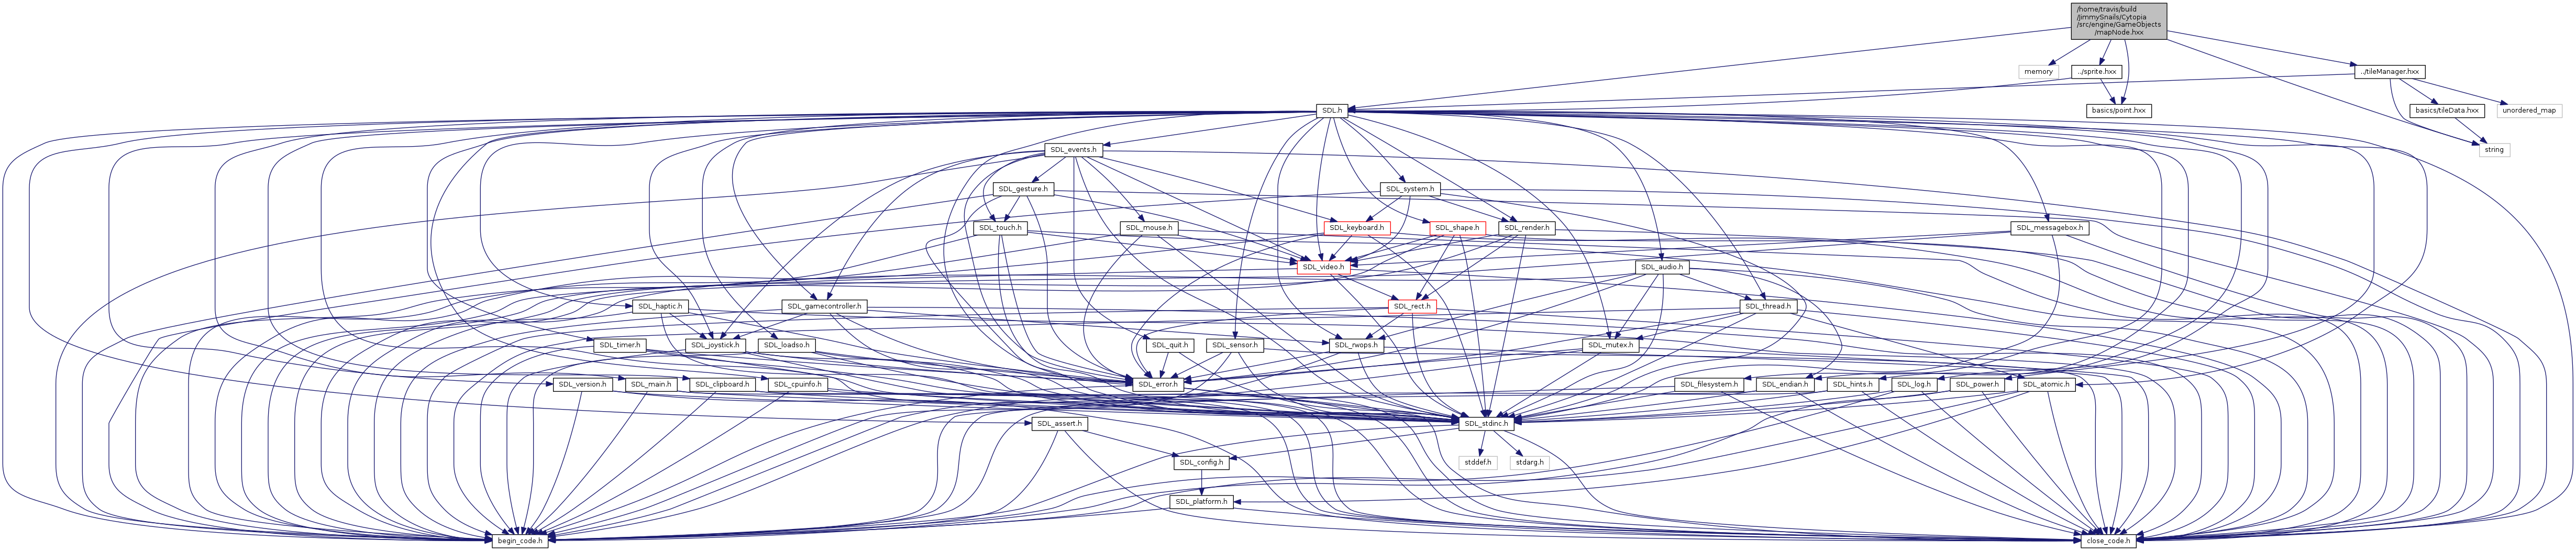 /home/travis/build
/JimmySnails/Cytopia
/src/engine/GameObjects
/mapNode.hxx
memory
../sprite.hxx
../tileManager.hxx
SDL.h
basics/point.hxx
basics/tileData.hxx
unordered_map
SDL_events.h
string
SDL_gesture.h
SDL_system.h
SDL_touch.h
SDL_mouse.h
SDL_keyboard.h
SDL_shape.h
SDL_render.h
SDL_messagebox.h
SDL_video.h
SDL_audio.h
SDL_haptic.h
SDL_gamecontroller.h
SDL_rect.h
SDL_thread.h
SDL_timer.h
SDL_joystick.h
SDL_loadso.h
SDL_quit.h
SDL_sensor.h
SDL_rwops.h
SDL_mutex.h
SDL_version.h
SDL_main.h
SDL_clipboard.h
SDL_cpuinfo.h
SDL_error.h
SDL_filesystem.h
SDL_endian.h
SDL_hints.h
SDL_log.h
SDL_power.h
SDL_atomic.h
SDL_assert.h
SDL_stdinc.h
SDL_config.h
stddef.h
stdarg.h
SDL_platform.h
begin_code.h
close_code.h